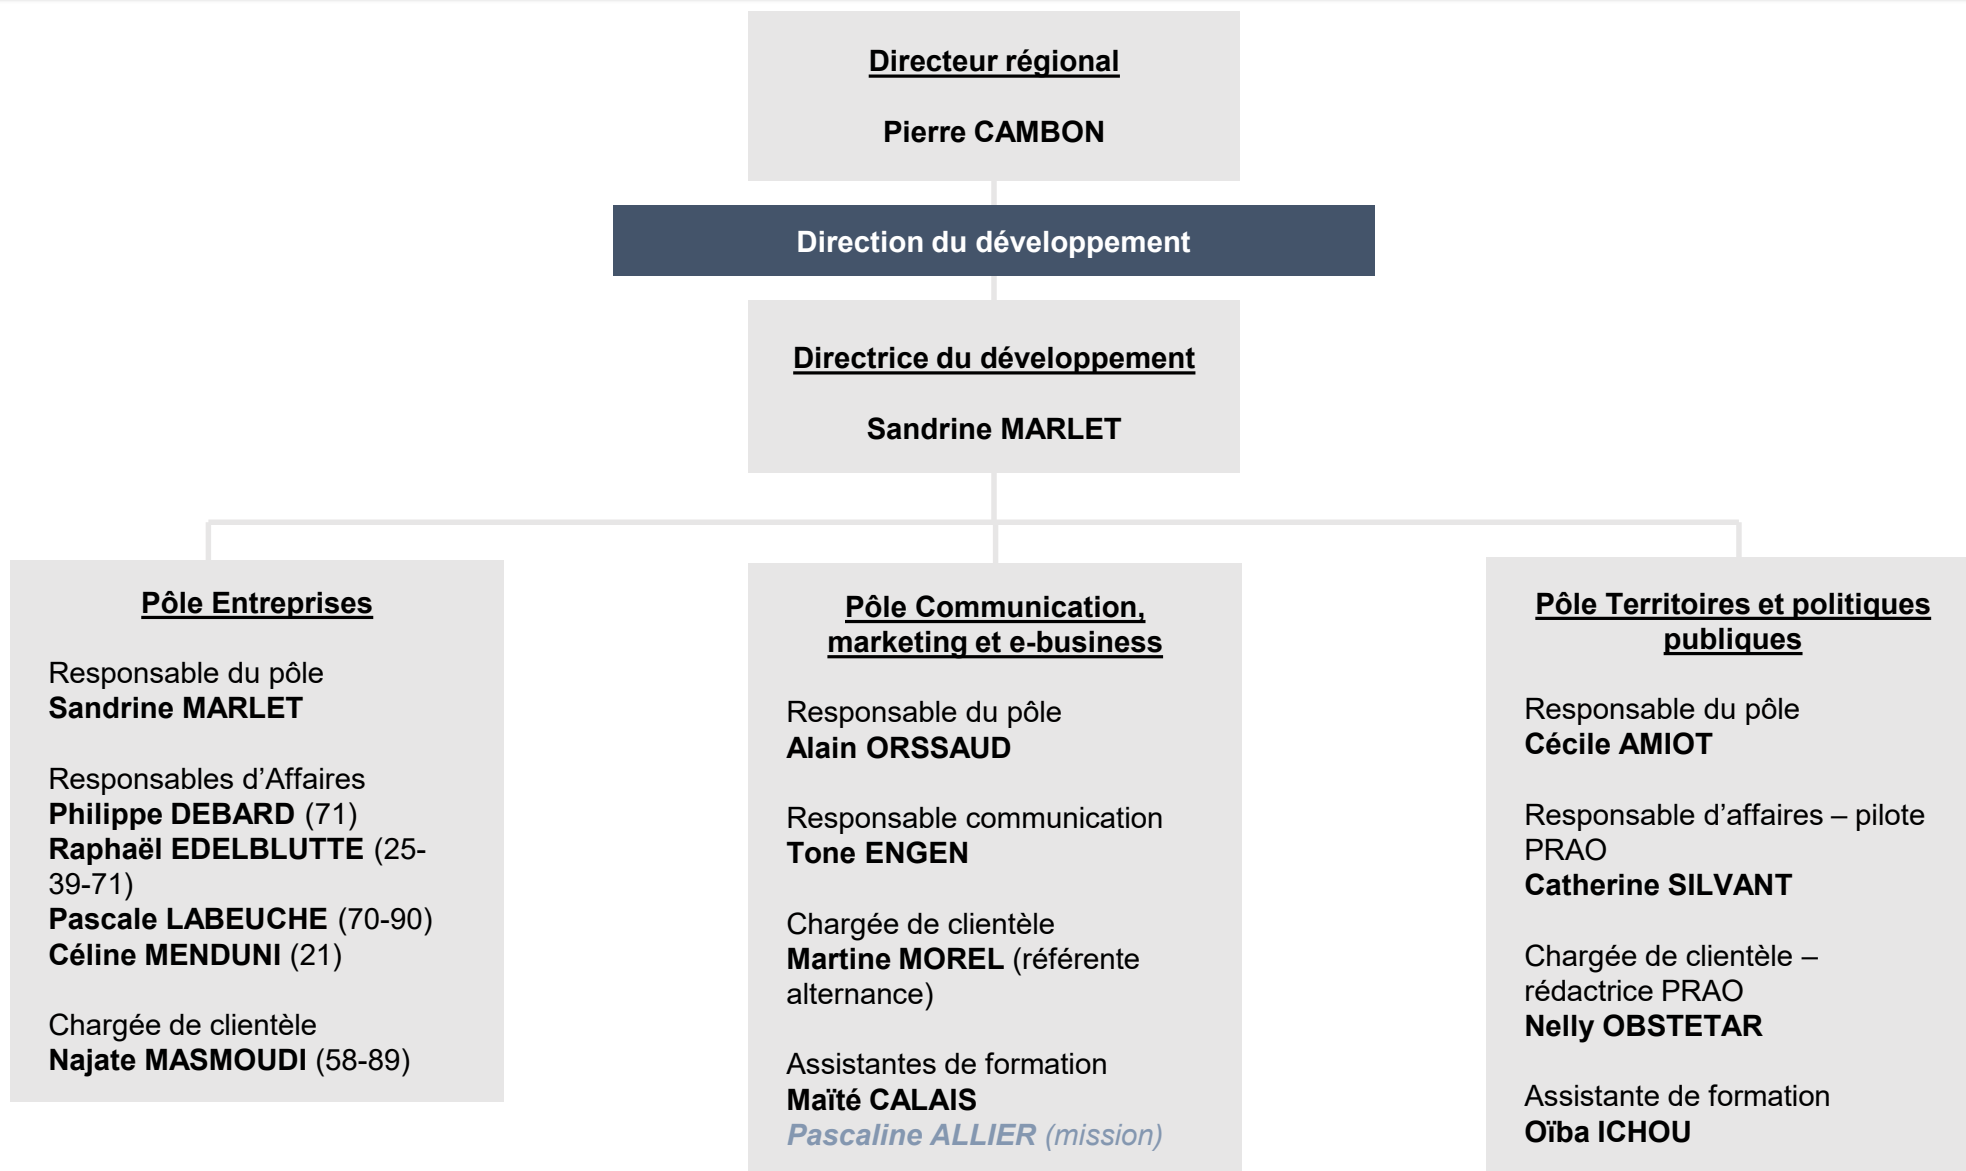 Directeur régional
Pierre CAMBON
Direction du développement
Directrice du développement
Sandrine MARLET
Pôle Entreprises
Responsable du pôle
Sandrine MARLET
Responsables d’Affaires
Philippe DEBARD (71)
Raphaël EDELBLUTTE (25-
39-71)
Pascale LABEUCHE (70-90)
Céline MENDUNI (21)
Chargée de clientèle
Najate MASMOUDI (58-89)
Pôle Communication,
marketing et e-business
Responsable du pôle
Alain ORSSAUD
Responsable communication
Tone ENGEN
Chargée de clientèle
Martine MOREL (référente
alternance)
Assistantes de formation
Maïté CALAIS
Pascaline ALLIER (mission)
Pôle Territoires et politiques
publiques
Responsable du pôle
Cécile AMIOT
Responsable d’affaires – pilote
PRAO
Catherine SILVANT
Chargée de clientèle –
rédactrice PRAO
Nelly OBSTETAR
Assistante de formation
Oïba ICHOU